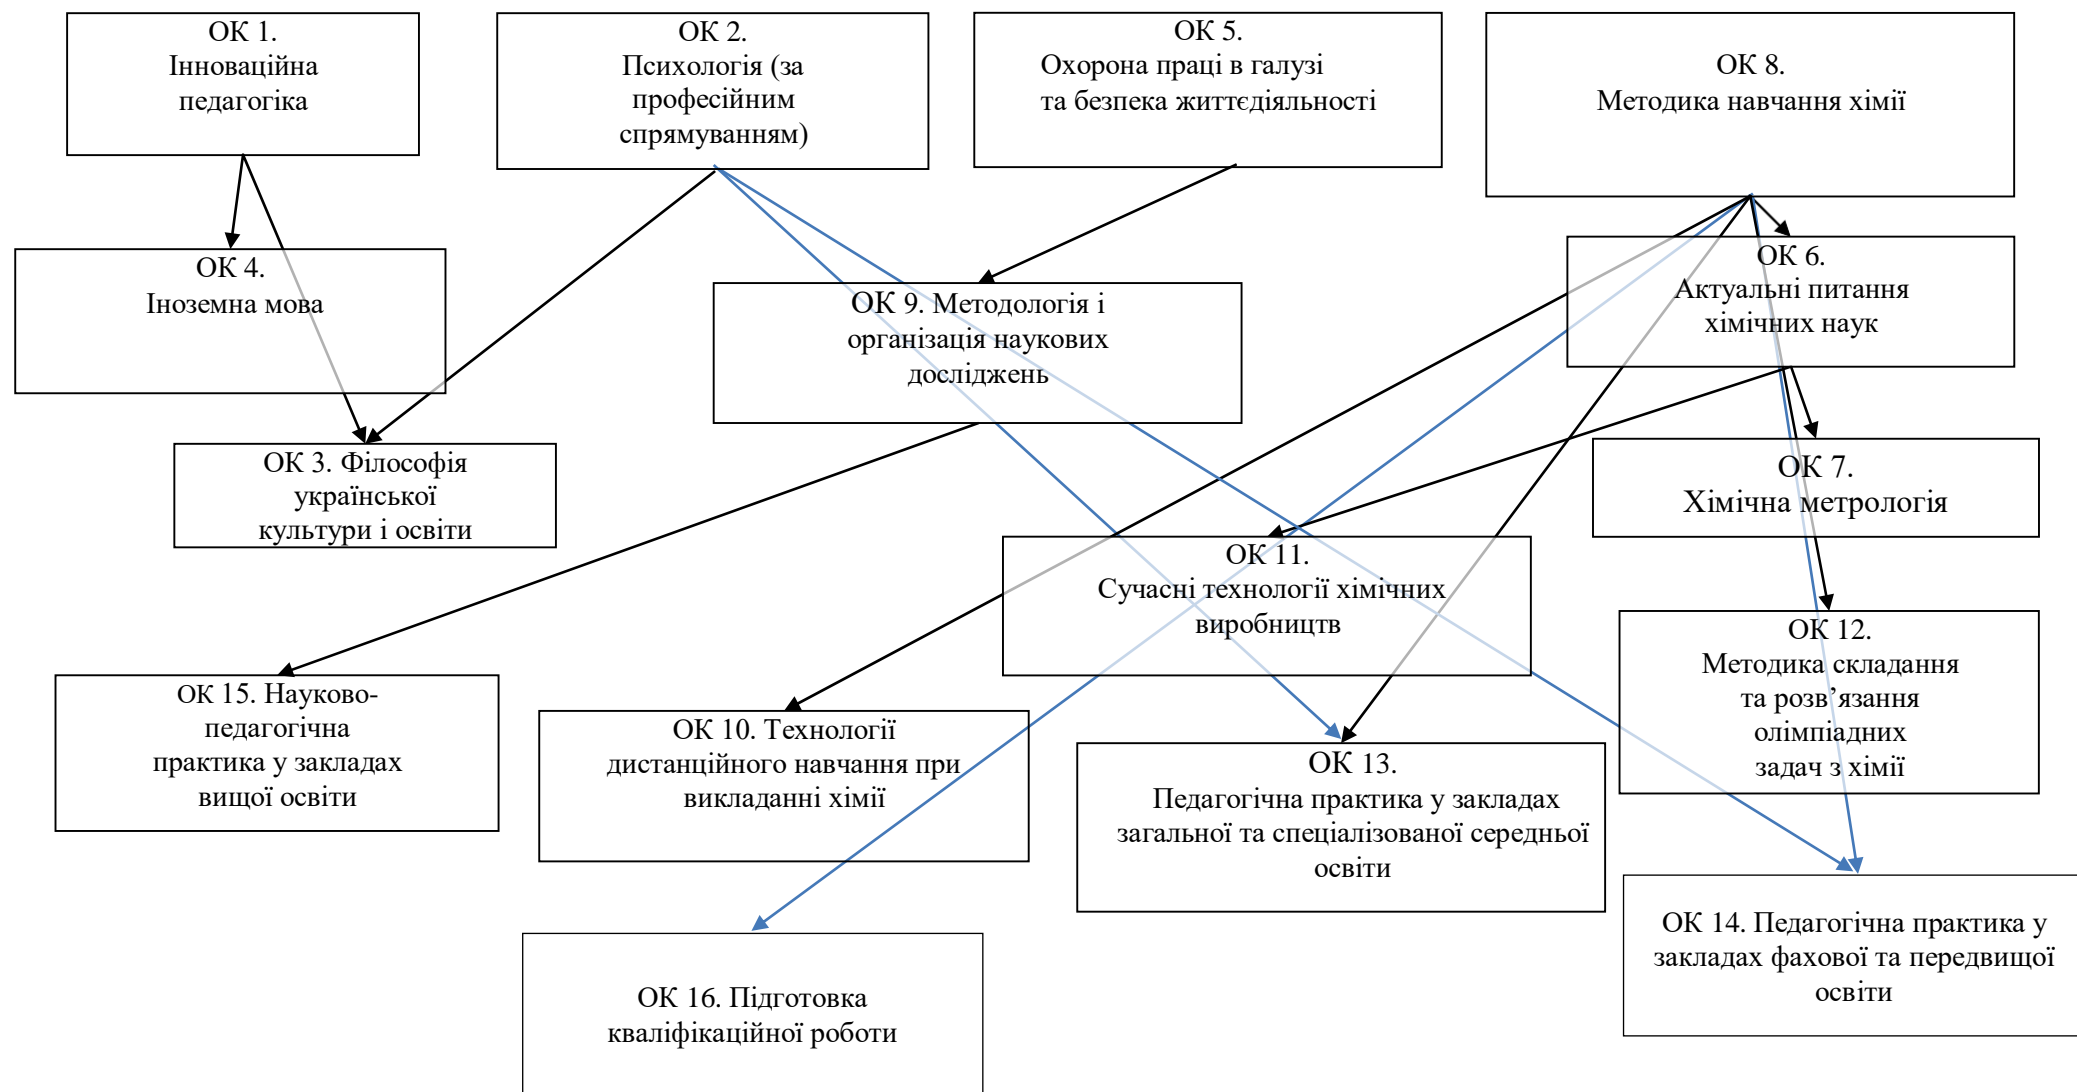 ОК 1.
Інноваційна
педагогіка
ОК 2.
Психологія (за
професійним
спрямуванням)
ОК 5.
Охорона праці в галузі
та безпека життєдіяльності
ОК 8.
Методика навчання хімії
ОК 4.
Іноземна мова
ОК 9. Методологія і
організація наукових
досліджень
ОК 6.
Актуальні питання
хімічних наук
ОК 3. Філософія
української
культури і освіти
ОК 7.
Хімічна метрологія
ОК 11.
Сучасні технології хімічних
виробництв
ОК 12.
Методика складання
та розв’язання
олімпіадних
задач з хімії
ОК 15. Науково-
педагогічна
практика у закладах
вищої освіти
ОК 10. Технології
дистанційного навчання при
викладанні хімії
ОК 13.
Педагогічна практика у закладах
загальної та спеціалізованої середньої
освіти
ОК 14. Педагогічна практика у
закладах фахової та передвищої
освіти
ОК 16. Підготовка
кваліфікаційної роботи